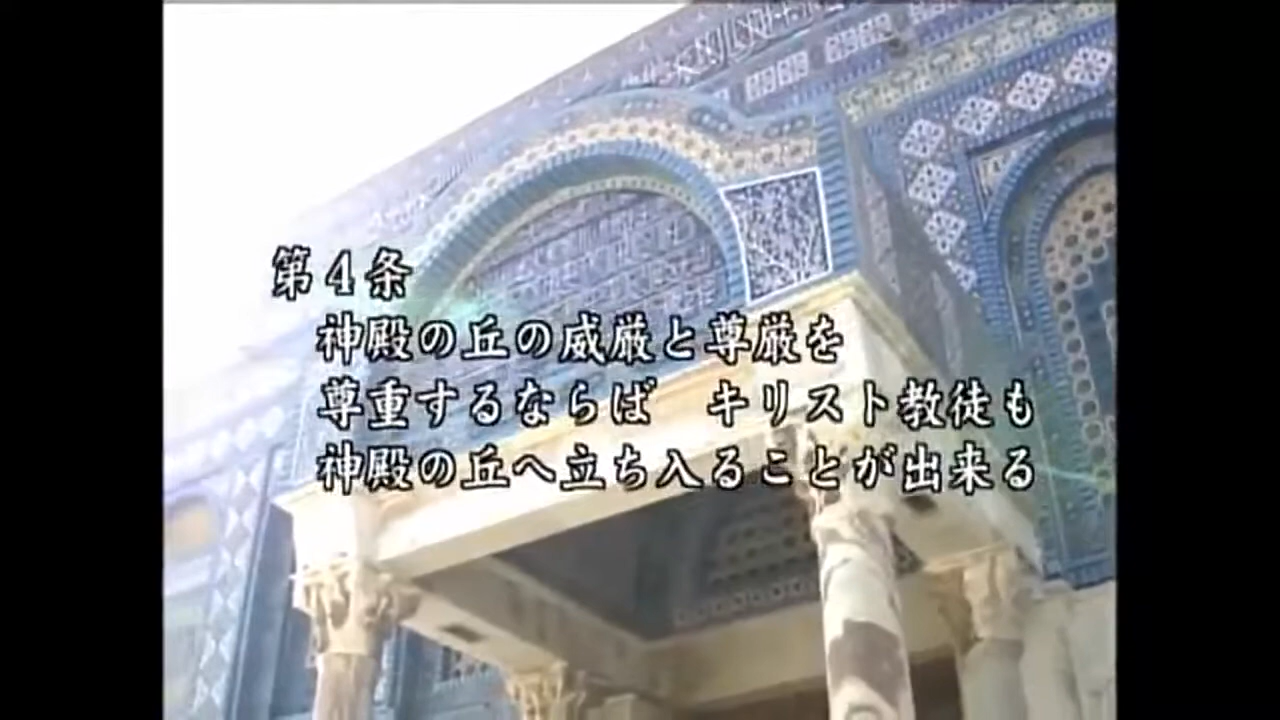 第４条
神殿の丘の威厳と尊厳を
尊重するならば　キリスト教徒も
神殿の丘へ立ち入ることが出来る